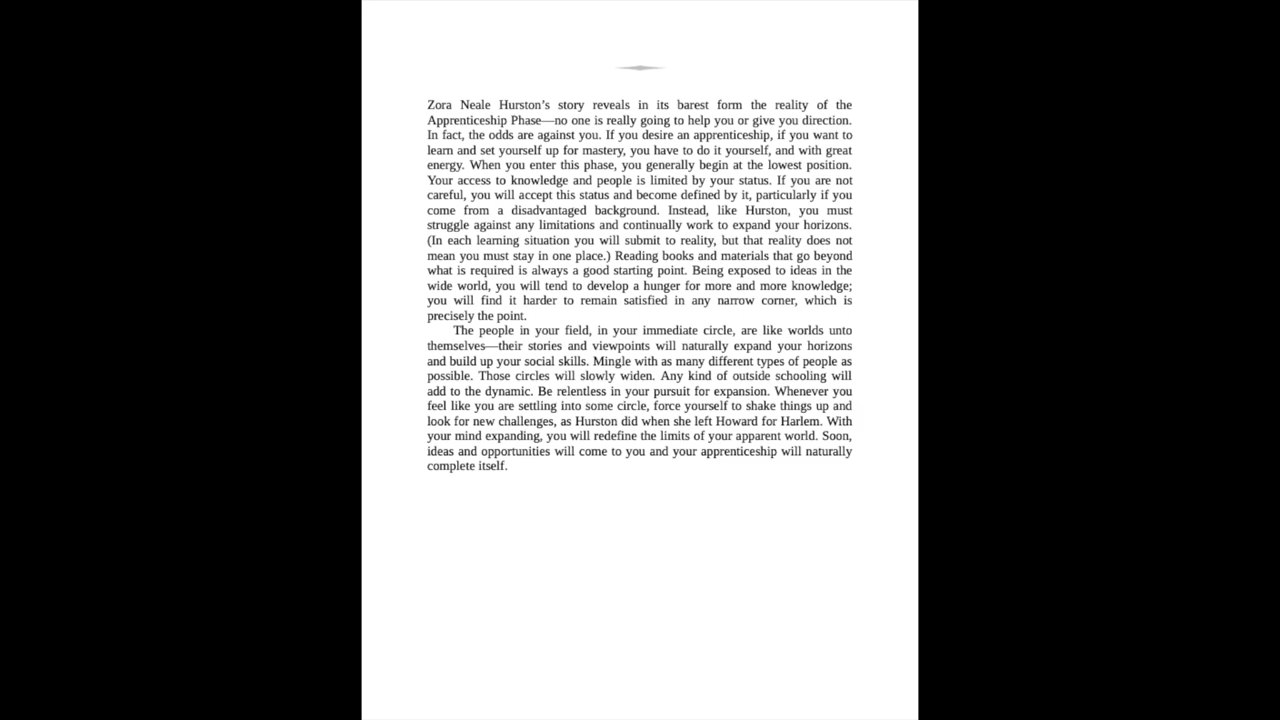 Zora Neale Hurston’s story reveals in its barest form the reality of the
Apprenticeship Phase—no one is really going to help you or give you direction.
In fact, the odds are against you. If you desire an apprenticeship, if you want to
learn and set yourself up for mastery, you have to do it yourself, and with great
energy. When you enter this phase, you generally begin at the lowest position.
Your access to knowledge and people is limited by your status. If you are not
careful, you will accept this status and become defined by it, particularly if you
come from a disadvantaged background. Instead, like Hurston, you must
struggle against any limitations and continually work to expand your horizons.
(In each learning situation you will submit to reality, but that reality does not
mean you must stay in one place.) Reading books and materials that go beyond
what is required is always a good starting point. Being exposed to ideas in the
wide world, you will tend to develop a hunger for more and more knowledge;
you will find it harder to remain satisfied in any narrow corner, which is
precisely the point.
The people in your field, in your immediate circle, are like worlds unto
themselves—their stories and viewpoints will naturally expand your horizons
and build up your social skills. Mingle with as many different types of people as
possible. Those circles will slowly widen. Any kind of outside schooling will
add to the dynamic. Be relentless in your pursuit for expansion. Whenever you
feel like you are settling into some circle, force yourself to shake things up and
look for new challenges, as Hurston did when she left Howard for Harlem. With
your mind expanding, you will redefine the limits of your apparent world. Soon,
ideas and opportunities will come to you and your apprenticeship will naturally
complete itself.